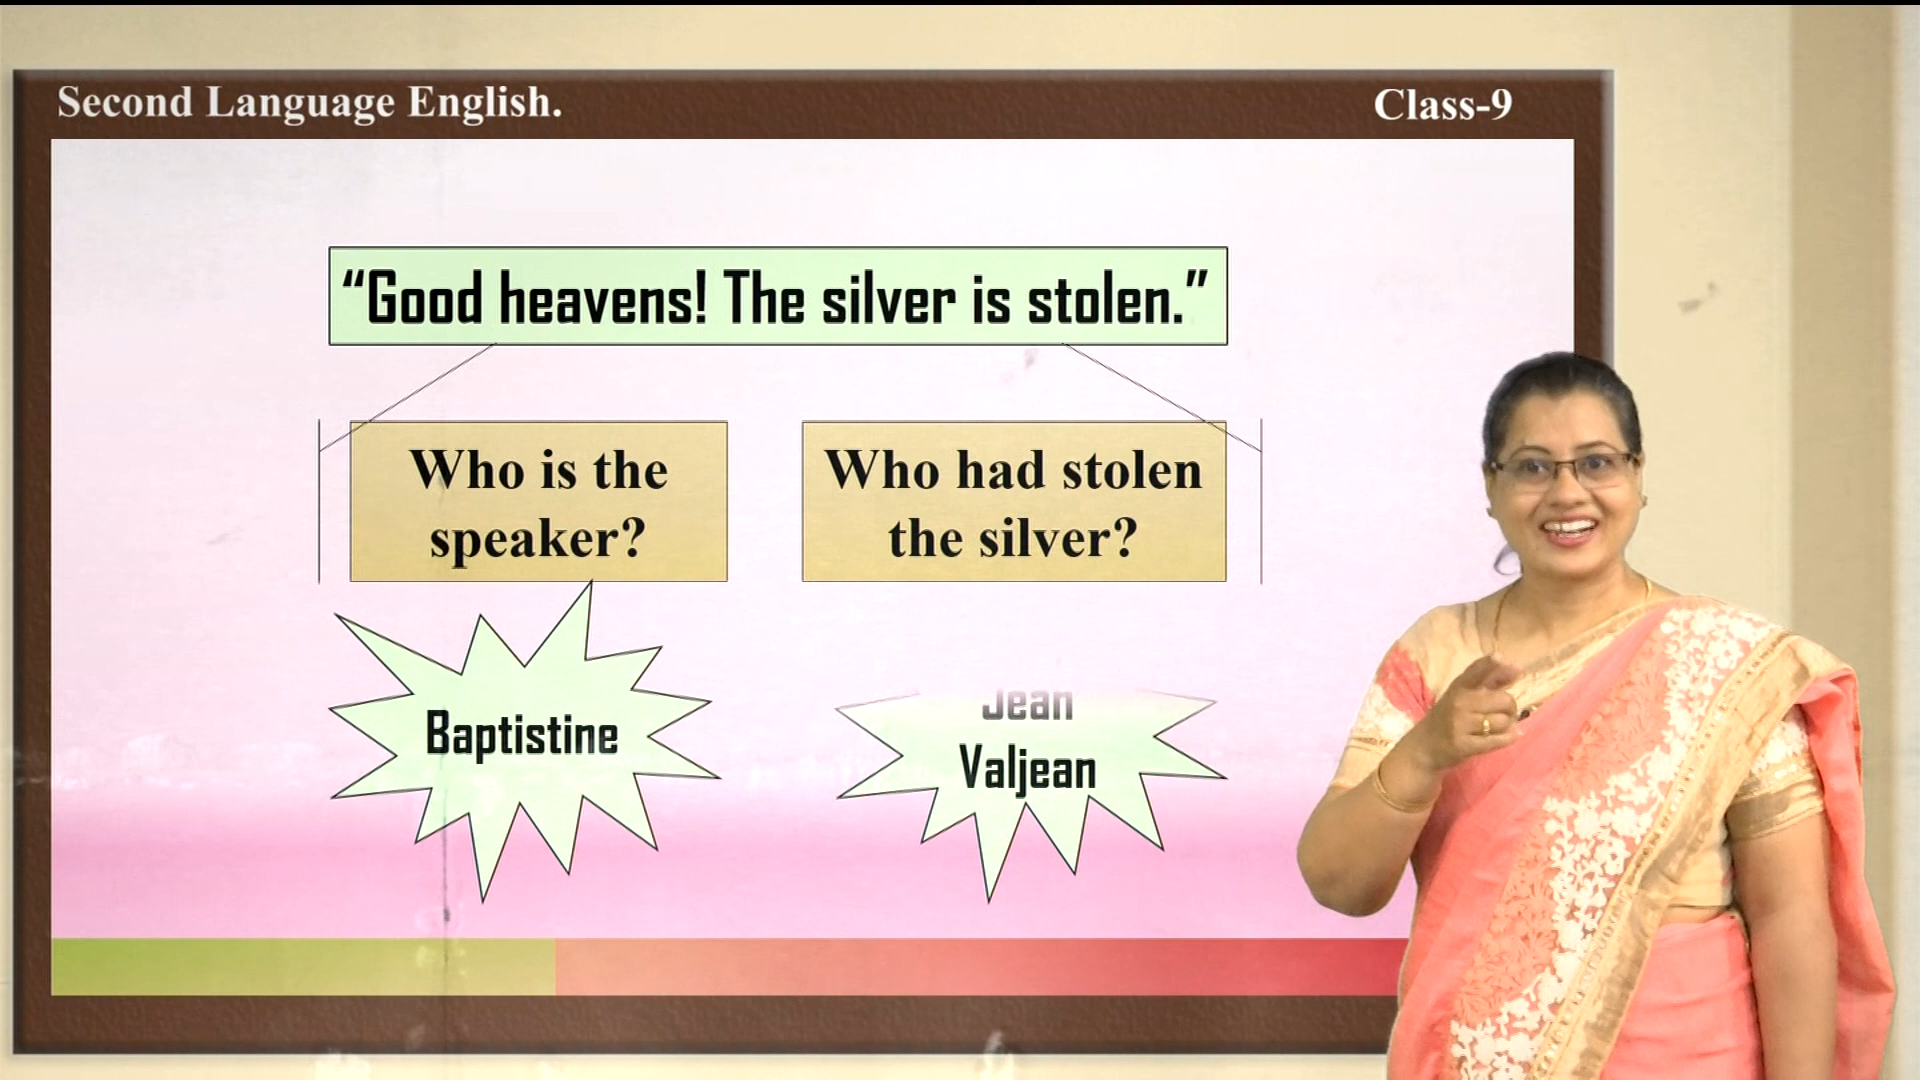 Second Language English.
Class-9
“Good heavens! The silver is stolen.”
Who is the
speaker?
Who had stolen
the silver?
Baptistine
Jean
Valjean